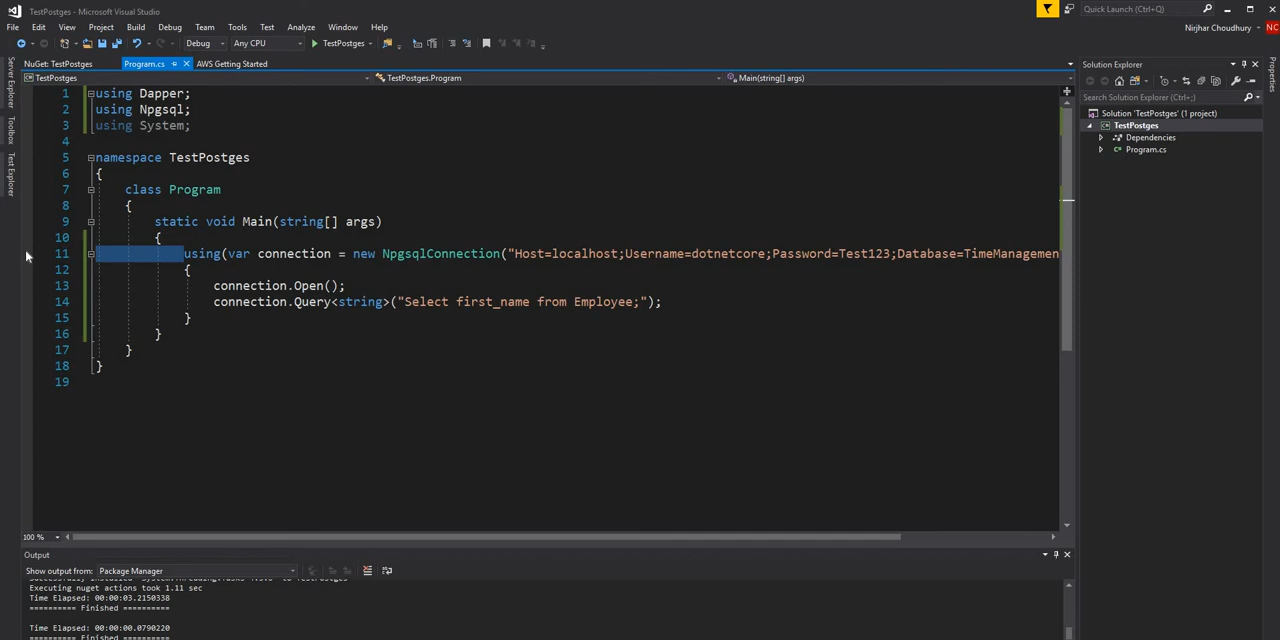 TestPostges - Microsoft Visual Studio
Quick Launch (Ctrl+Q)
File Edit View Project Build Debug Team Tools Test Analyze Window Help
Nirjhar Choudhury NC
Debug Any CPU TestPostges
NuGet: TestPostges Program.cs AWS Getting Started
TestPostges TestPostges.Program Main(string[] args)
Server Explorer
Toolbox
Test Explorer
1 using Dapper;
2 using Npgsql;
3 using System;
4
5 namespace TestPostges
6 {
7 class Program
8 {
9 static void Main(string[] args)
10 {
11 using(var connection = new NpgsqlConnection("Host=localhost;Username=dotnetcore;Password=Test123;Database=TimeManagemen
12 {
13 connection.Open();
14 connection.Query<string>("Select first_name from Employee;");
15 }
16 }
17 }
18 }
19
100 %
Output
Show output from: Package Manager
Executing nuget actions took 1.11 sec
Time Elapsed: 00:00:03.2150338
========== Finished ==========
Time Elapsed: 00:00:00.0790220
========== Finished ==========
Solution Explorer
Search Solution Explorer (Ctrl+;)
Solution 'TestPostges' (1 project)
TestPostges
Dependencies
Program.cs
Properties